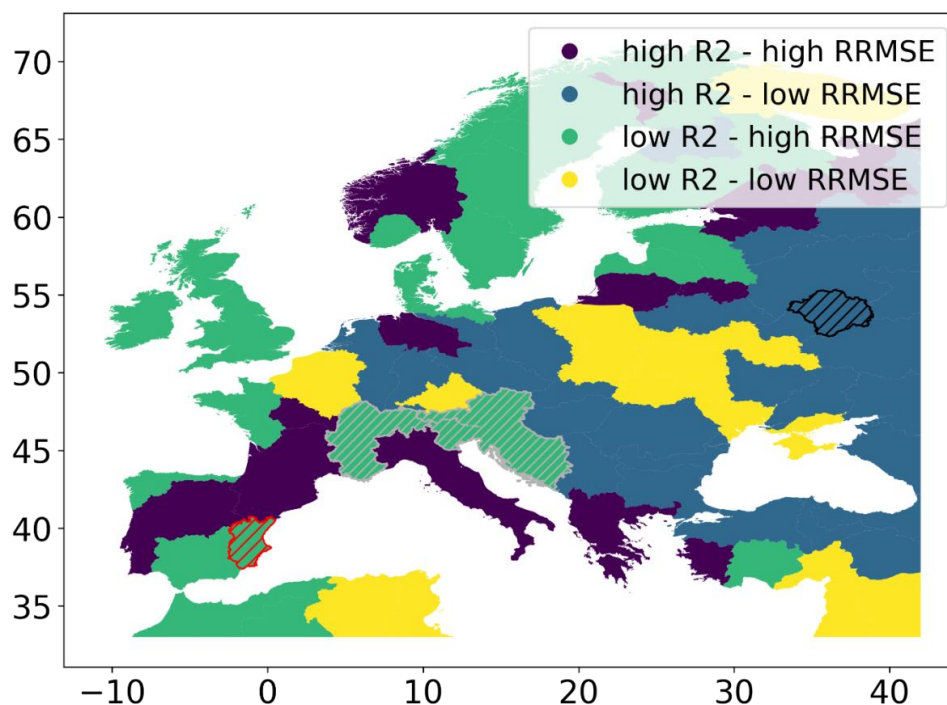 high R2 - high RRMSE
high R2 - low RRMSE
low R2 - high RRMSE
low R2 - low RRMSE
70
65
60
55
50
45
40
35
−10 0 10 20 30 40